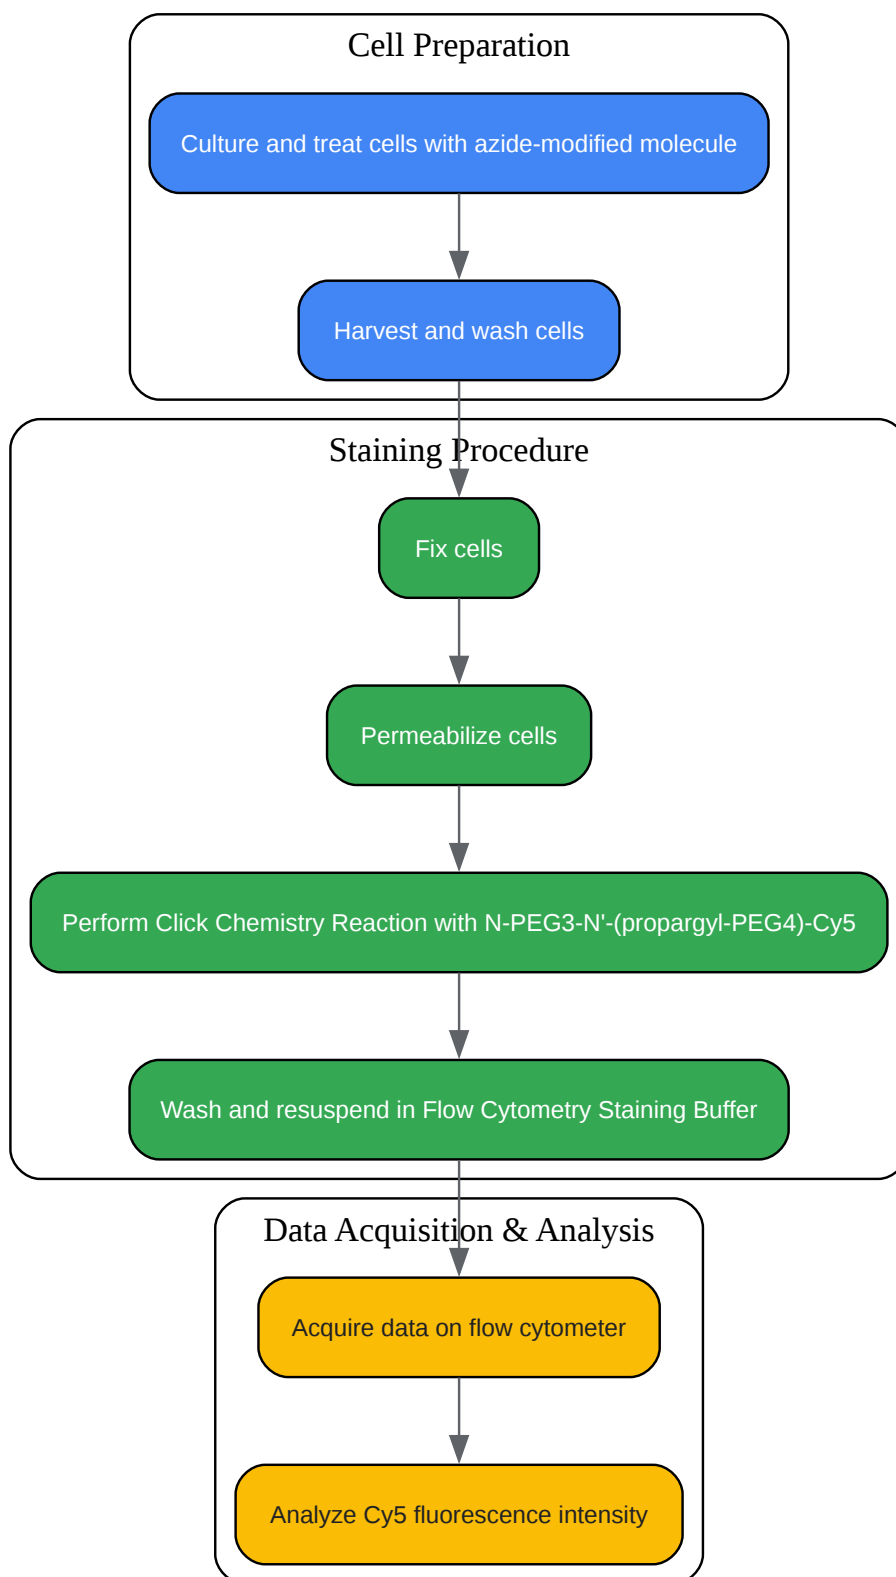 Cell Preparation
Culture and treat cells with azide-modified molecule
Harvest and wash cells
Staining Procedure
Fix cells
Permeabilize cells
Perform Click Chemistry Reaction with N-PEG3-N'-(propargyl-PEG4)-Cy5
Wash and resuspend in Flow Cytometry Staining Buffer
Data Acquisition & Analysis
Acquire data on flow cytometer
Analyze Cy5 fluorescence intensity